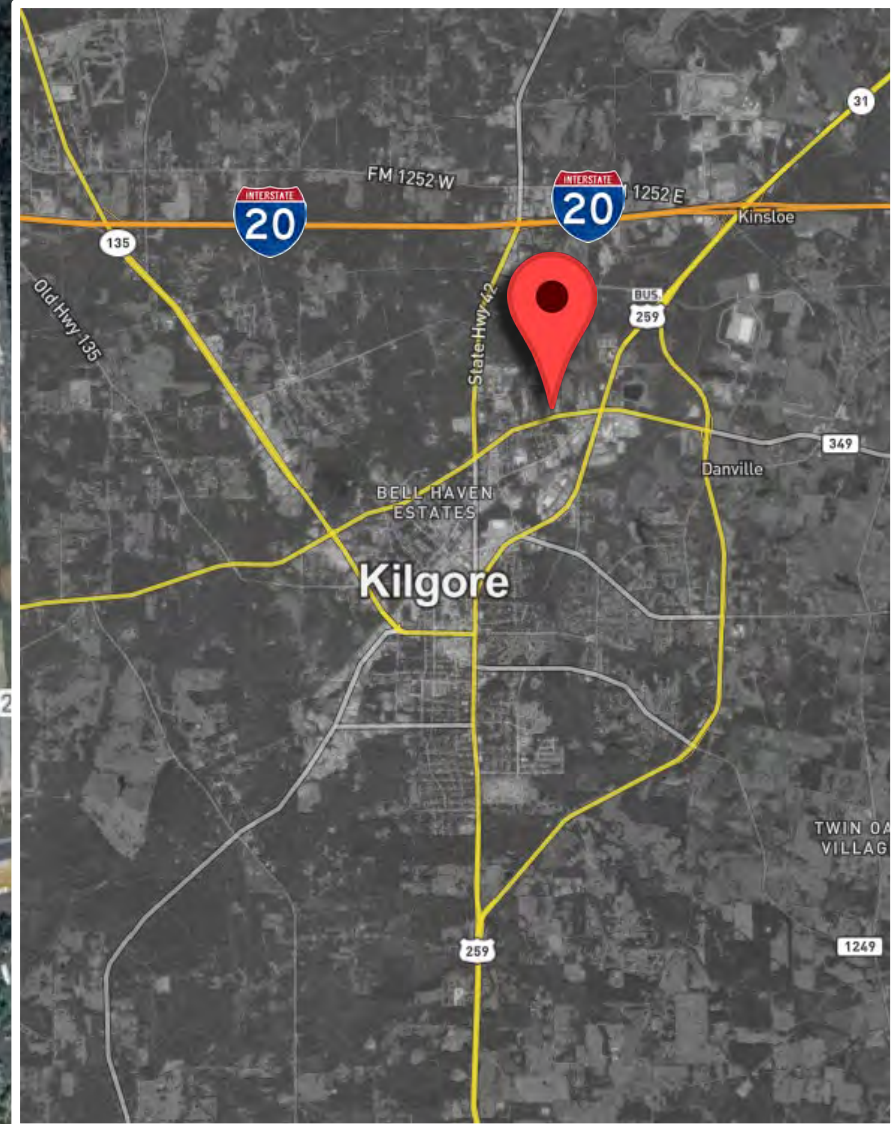 31
FM 1252 W
INTERSTATE
20
INTERSTATE
20
1252 E
Kinsloe
135
Old Hwy 135
State Hwy 42
BUS.
259
349
Danville
BELL HAVEN
ESTATES
Kilgore
2
TWIN OA
VILLAG
259
1249